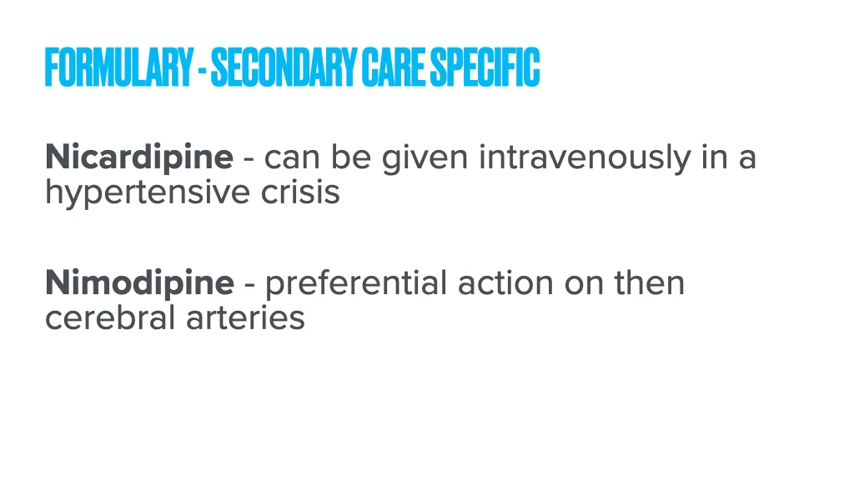 FORMULARY - SECONDARY CARE SPECIFIC
Nicardipine - can be given intravenously in a
hypertensive crisis
Nimodipine - preferential action on then
cerebral arteries